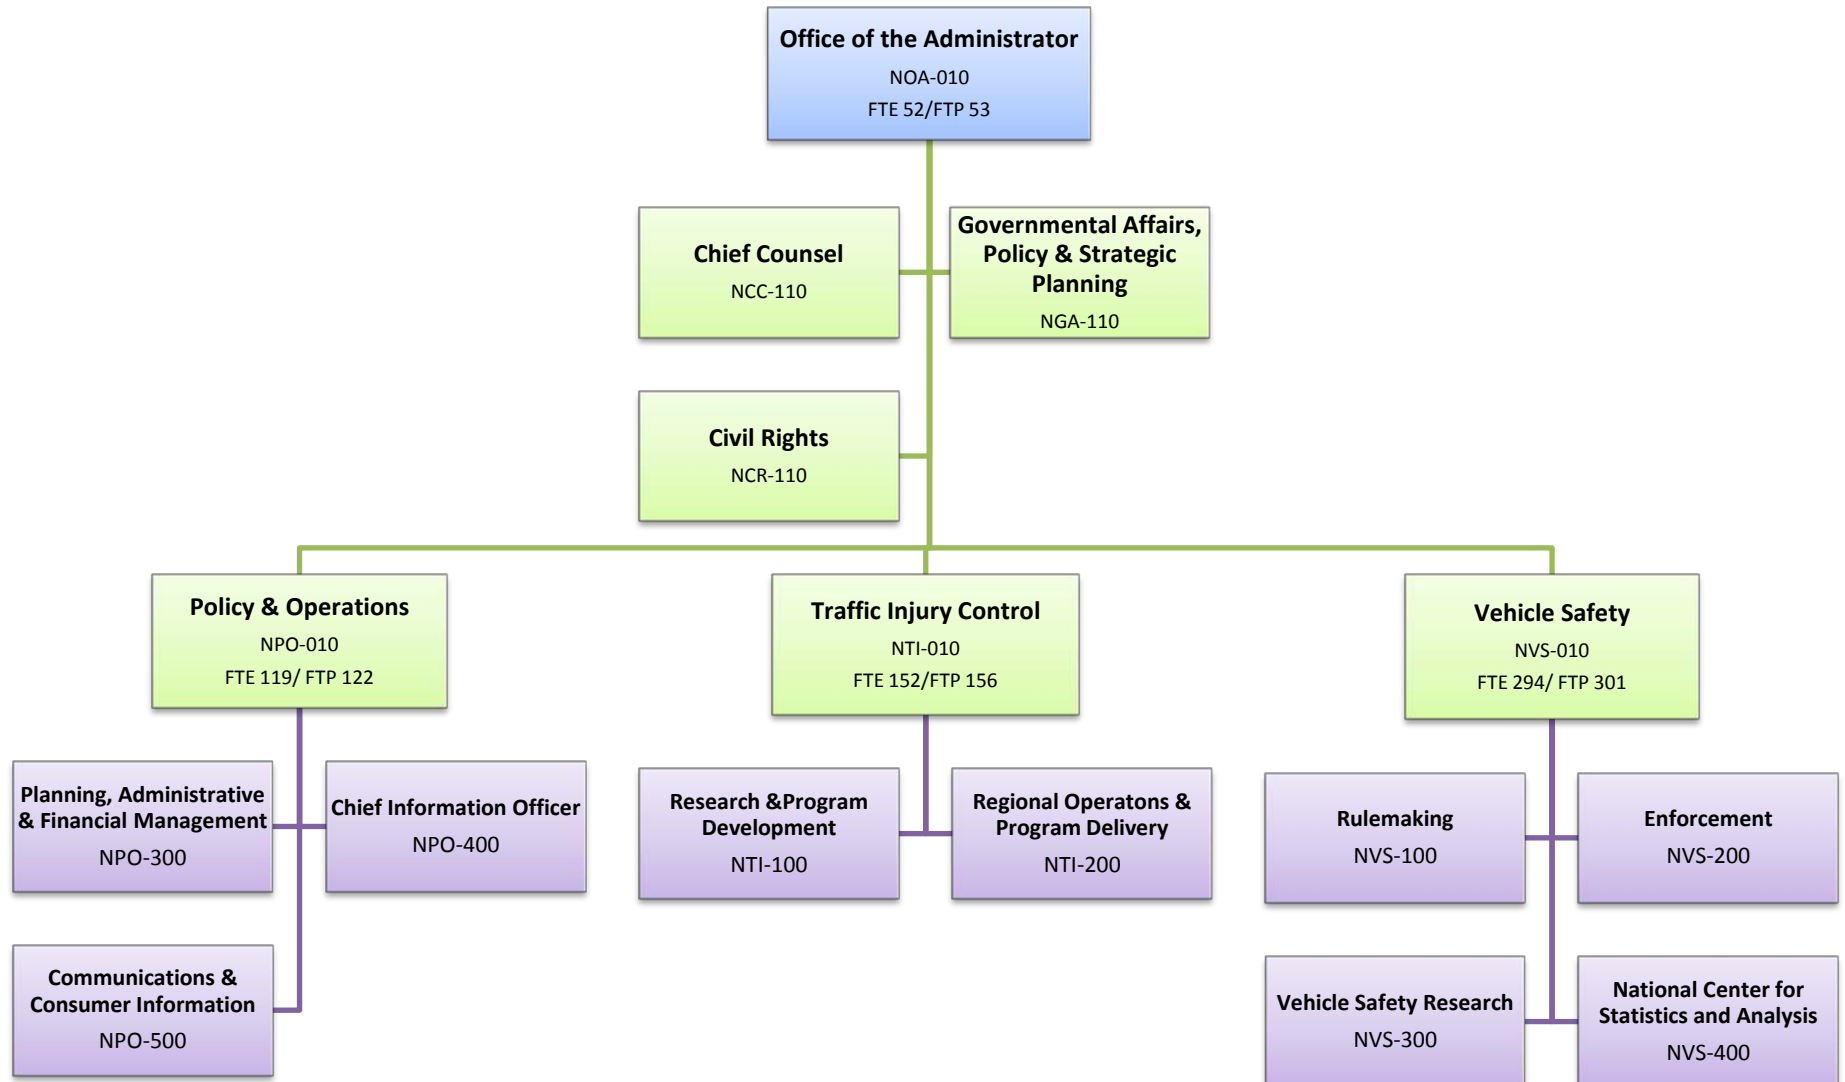 Office of the Administrator
NOA-010
FTE 52/FTP 53
Chief Counsel
NCC-110
Governmental Affairs,
Policy & Strategic
Planning
NGA-110
Civil Rights
NCR-110
Policy & Operations
NPO-010
FTE 119/ FTP 122
Traffic Injury Control
NTI-010
FTE 152/FTP 156
Vehicle Safety
NVS-010
FTE 294/ FTP 301
Planning, Administrative
& Financial Management
NPO-300
Chief Information Officer
NPO-400
Communications &
Consumer Information
NPO-500
Research &Program
Development
NTI-100
Regional Operatons &
Program Delivery
NTI-200
Rulemaking
NVS-100
Enforcement
NVS-200
Vehicle Safety Research
NVS-300
National Center for
Statistics and Analysis
NVS-400